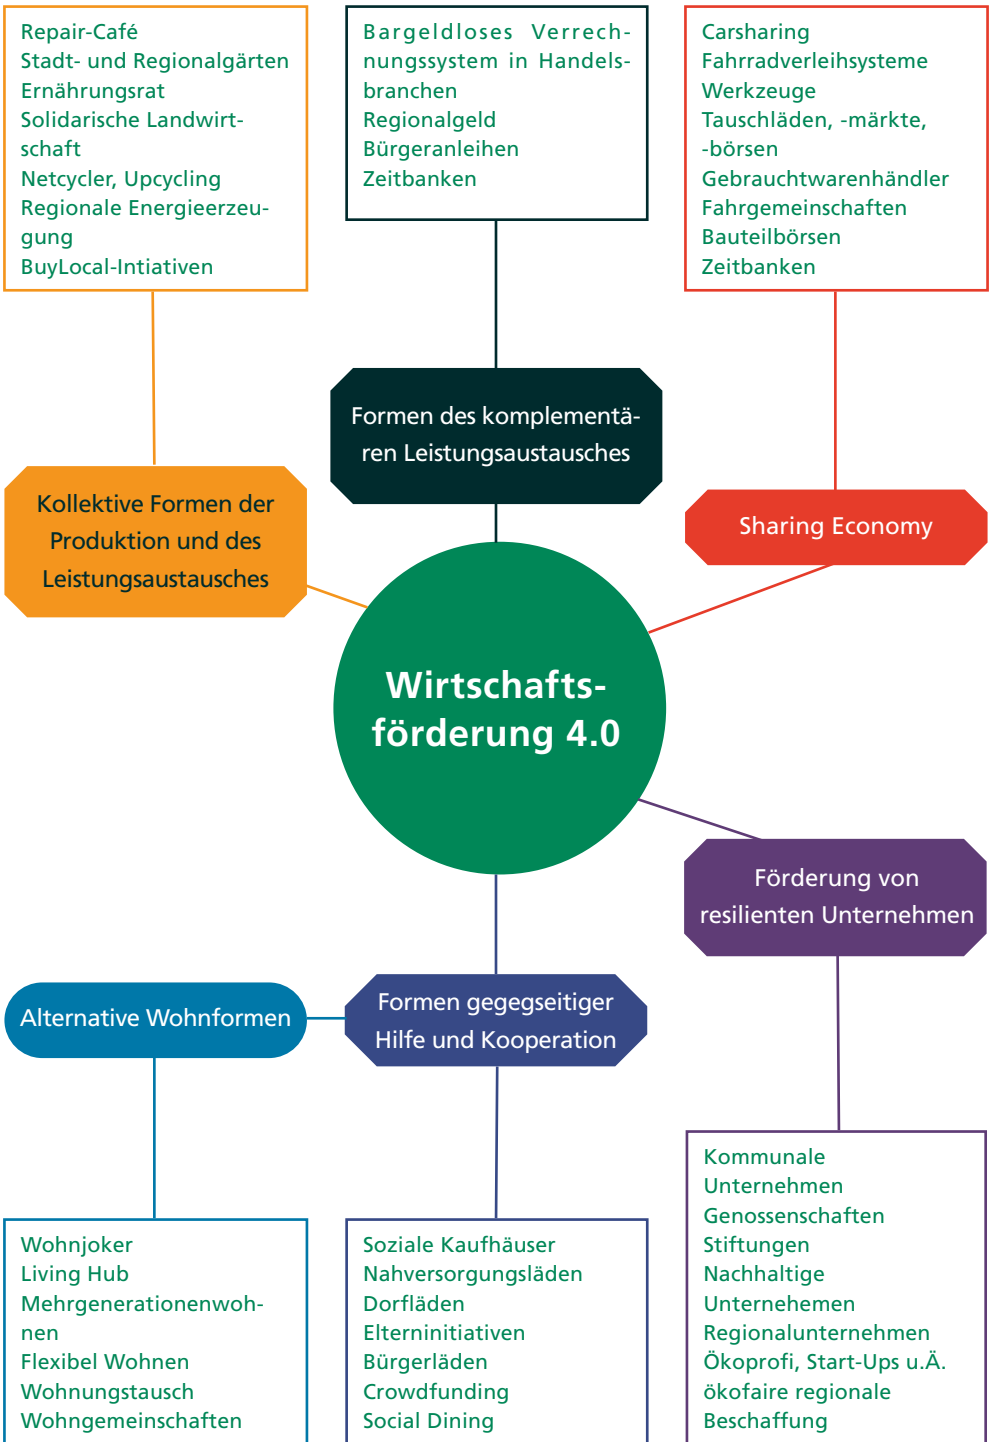 Repair-Café
Stadt- und Regionalgärten
Ernährungsrat
Solidarische Landwirt-
schaft
Netcycler, Upcycling
Regionale Energieerzeu-
gung
BuyLocal-Intiativen
Bargeldloses Verrech-
nungssystem in Handels-
branchen
Regionalgeld
Bürgeranleihen
Zeitbanken
Carsharing
Fahrradverleihsysteme
Werkzeuge
Tauschläden, -märkte,
-börsen
Gebrauchtwarenhändler
Fahrgemeinschaften
Bauteilbörsen
Zeitbanken
Formen des komplementä-
ren Leistungsaustausches
Kollektive Formen der
Produktion und des
Leistungsaustausches
Sharing Economy
Wirtschafts-
förderung 4.0
Förderung von
resilienten Unternehmen
Alternative Wohnformen
Formen gegegseitiger
Hilfe und Kooperation
Wohnjoker
Living Hub
Mehrgenerationenwoh-
nen
Flexibel Wohnen
Wohnungstausch
Wohngemeinschaften
Soziale Kaufhäuser
Nahversorgungsläden
Dorfläden
Elterninitiativen
Bürgerläden
Crowdfunding
Social Dining
Kommunale
Unternehmen
Genossenschaften
Stiftungen
Nachhaltige
Unternehemen
Regionalunternehmen
Ökoprofi, Start-Ups u.Ä.
ökofaire regionale
Beschaffung